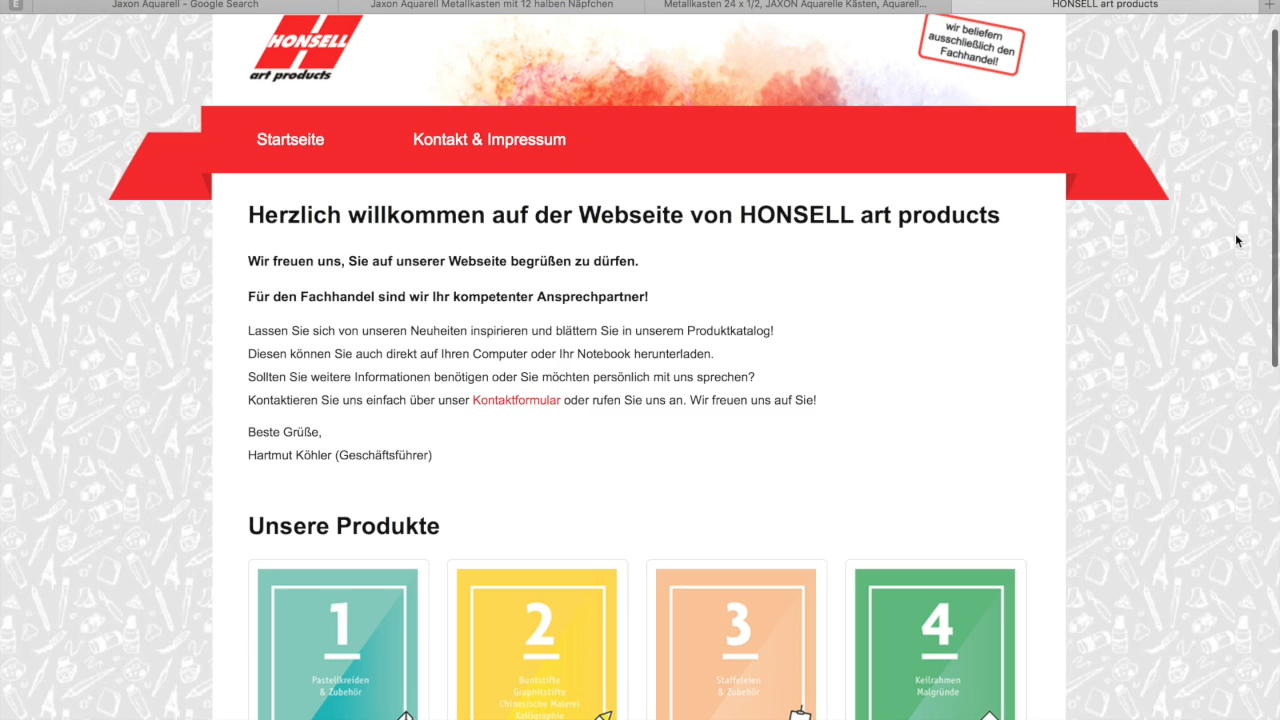 E
Jaxon Aquarell - Google Search
Jaxon Aquarell Metallkasten mit 12 halben Näpfchen
Metallkasten 24 x 1/2, JAXON Aquarelle Kästen, Aquarell...
HONSELL art products
HONSELL
art products
wir beliefern
ausschließlich den
Fachhandel!
Startseite
Kontakt & Impressum
Herzlich willkommen auf der Webseite von HONSELL art products
Wir freuen uns, Sie auf unserer Webseite begrüßen zu dürfen.
Für den Fachhandel sind wir Ihr kompetenter Ansprechpartner!
Lassen Sie sich von unseren Neuheiten inspirieren und blättern Sie in unserem Produktkatalog!
Diesen können Sie auch direkt auf Ihren Computer oder Ihr Notebook herunterladen.
Sollten Sie weitere Informationen benötigen oder Sie möchten persönlich mit uns sprechen?
Kontaktieren Sie uns einfach über unser Kontaktformular oder rufen Sie uns an. Wir freuen uns auf Sie!
Beste Grüße,
Hartmut Köhler (Geschäftsführer)
Unsere Produkte
1
Pastellkreiden
& Zubehör
2
Buntstifte
Graphitstifte
Chinesische Malerei
Kalligraphie
3
Staffeleien
& Zubehör
4
Keilrahmen
Malgründe